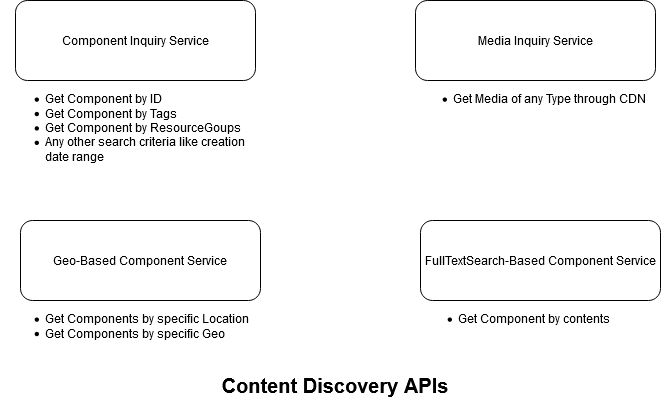 Component Inquiry Service
Media Inquiry Service
• Get Component by ID
• Get Component by Tags
• Get Component by ResourceGoups
• Any other search criteria like creation
date range
• Get Media of any Type through CDN
Geo-Based Component Service
FullTextSearch-Based Component Service
• Get Components by specific Location
• Get Components by specific Geo
• Get Component by contents
Content Discovery APIs